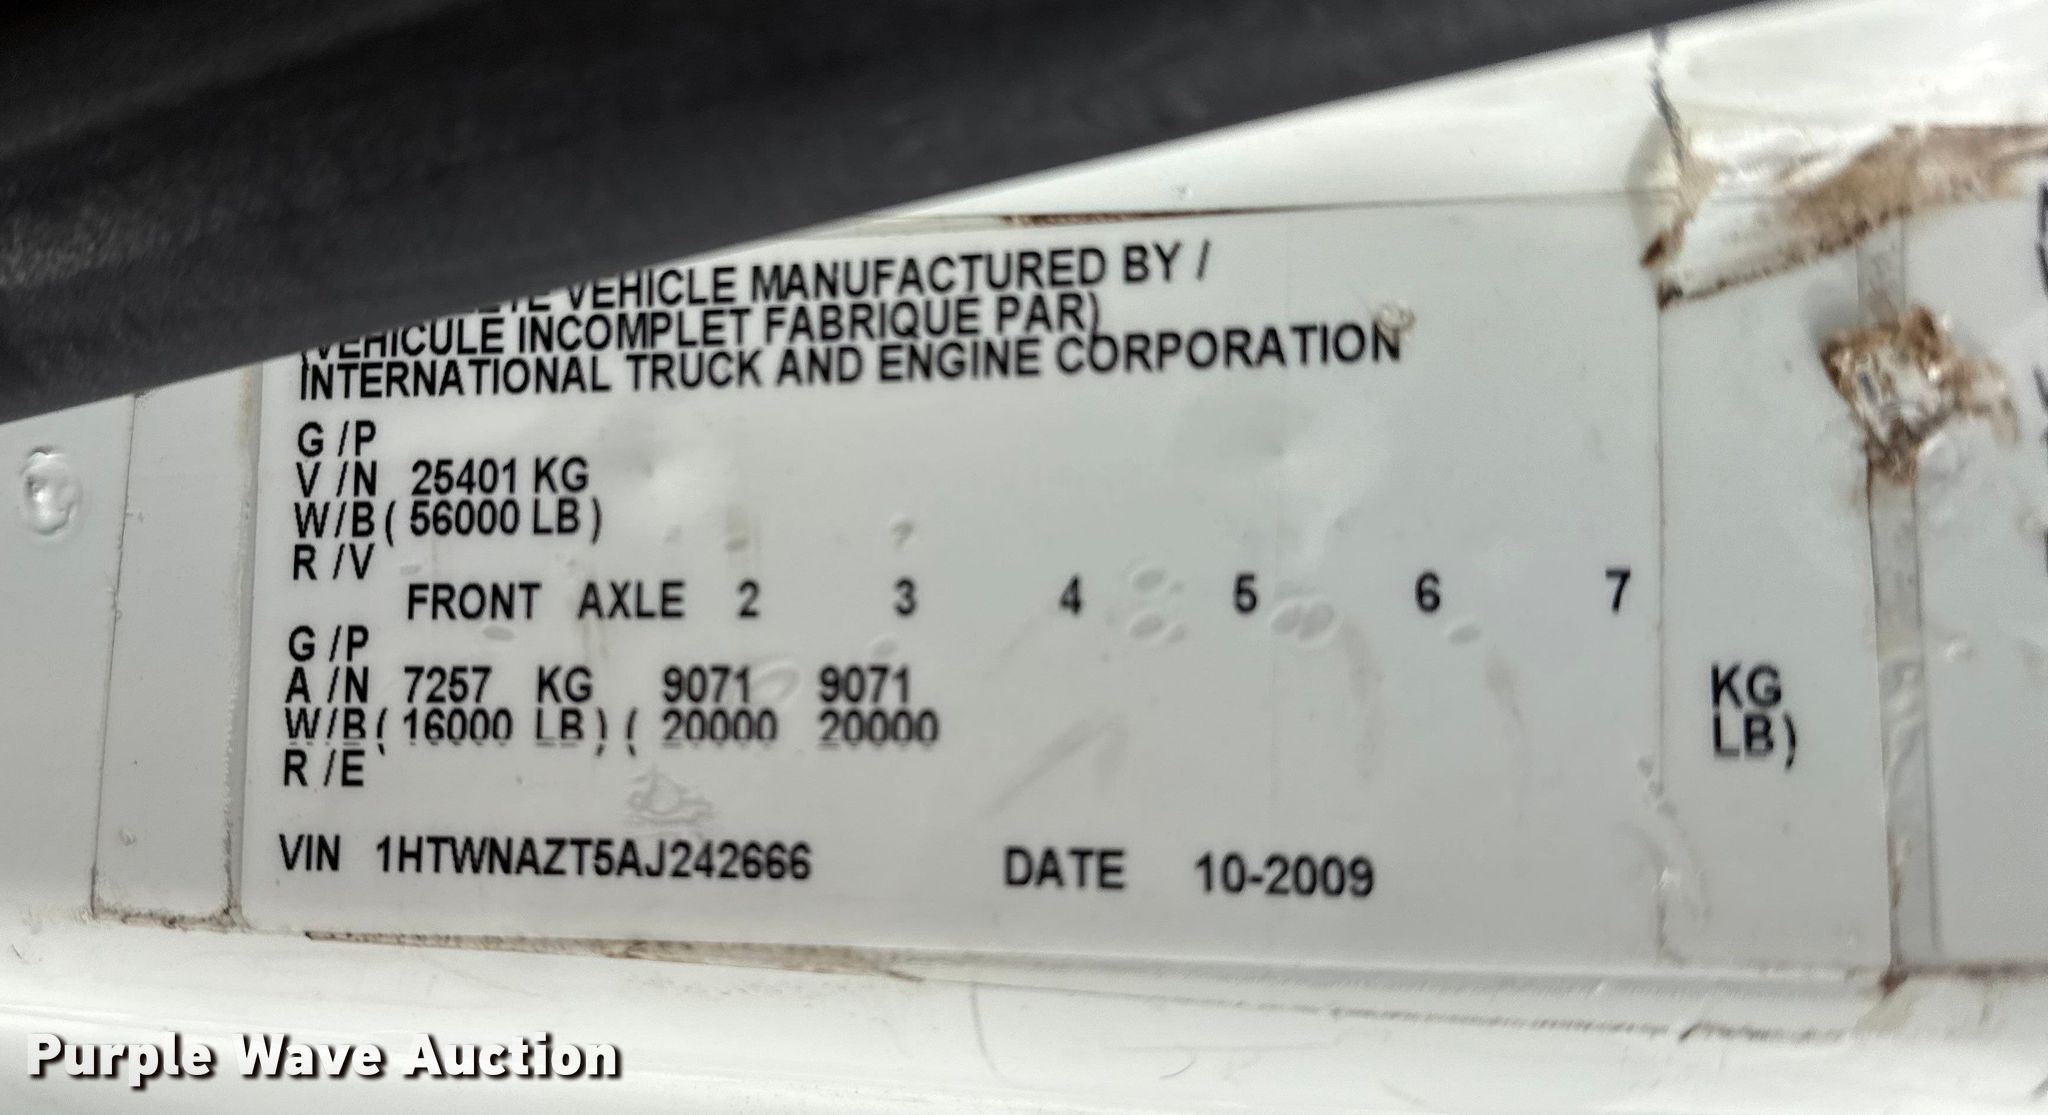 VEHICLE MANUFACTURED BY /
(VEHICULE INCOMPLET FABRIQUE PAR)
INTERNATIONAL TRUCK AND ENGINE CORPORATION
G /P
V /N 25401 KG
W/B ( 56000 LB )
R /V
FRONT AXLE 2 3 4 5 6 7
G /P
A /N 7257 KG 9071 9071 KG
W/B ( 16000 LB ) ( 20000 20000 LB)
R /E
VIN 1HTWNAZT5AJ242666 DATE 10-2009
Purple Wave Auction